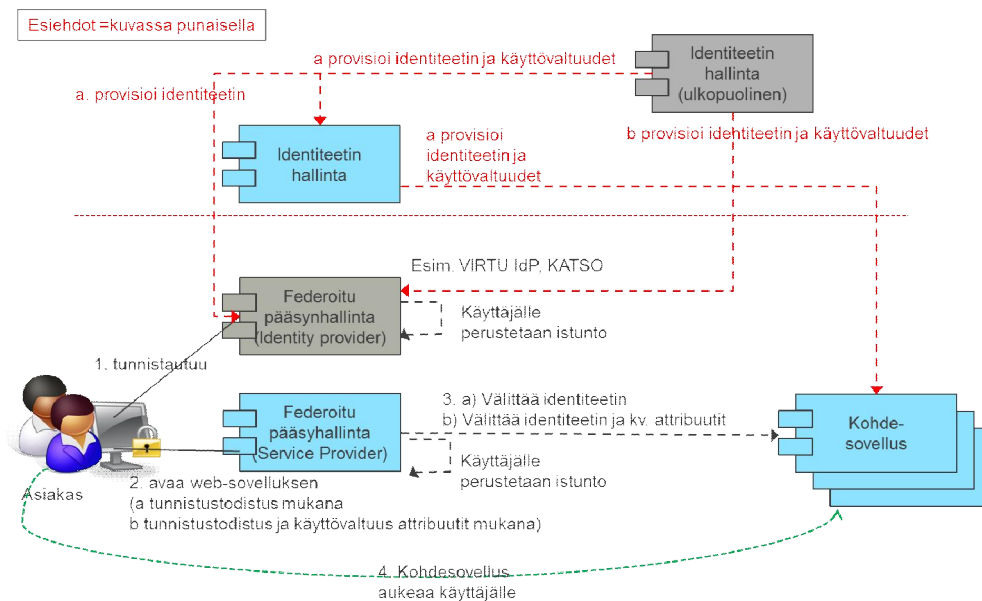 Esiehdot =kuvassa punaisella
a provisioi identiteetin ja käyttövaltuudet
Identiteetin
hallinta
(ulkopuolinen)
a. provisioi identiteetin
b provisioi identiteetin ja käyttövaltuudet
a provisioi
identiteetin ja
käyttövaltuudet
Identiteetin
hallinta
Esim. VIRTU IdP, KATSO
Federoitu
pääsynhallinta
(Identity provider)
Käyttäjälle
perustetaan istunto
1. tunnistautuu
Federoitu
pääsyhallinta
(Service Provider)
3. a) Välittää identiteetin
b) Välittää identiteetin ja kv. attribuutit
Kohde-
sovellus
Käyttäjälle
perustetaan istunto
Asiakas
2. avaa web-sovelluksen
(a tunnistustodistus mukana
b tunnistustodistus ja käyttövaltuus attribuutit mukana)
4. Kohdesovellus
aukeaa käyttäjälle